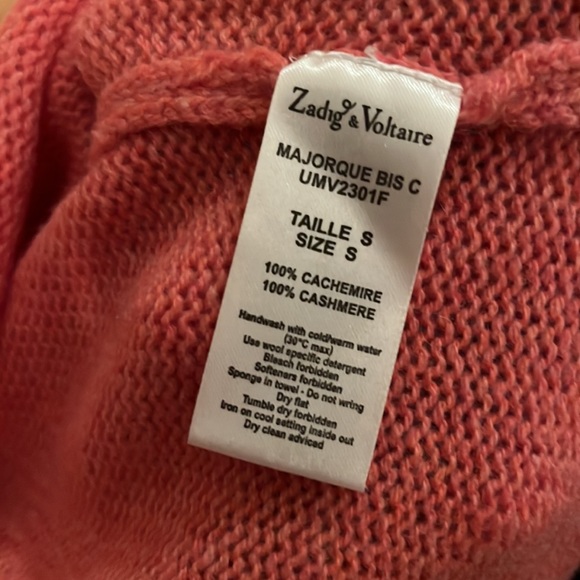 Zadig & Voltaire
MAJORQUE BIS C
UMV2301F
TAILLE S
SIZE S
100% CACHEMIRE
100% CASHMERE
Handwash with cold/warm water
(30°C max)
Use wool specific detergent
Bleach forbidden
Softeners forbidden
Sponge in towel - Do not wring
Dry flat
Tumble dry forbidden
Iron on cool setting inside out
Dry clean adviced